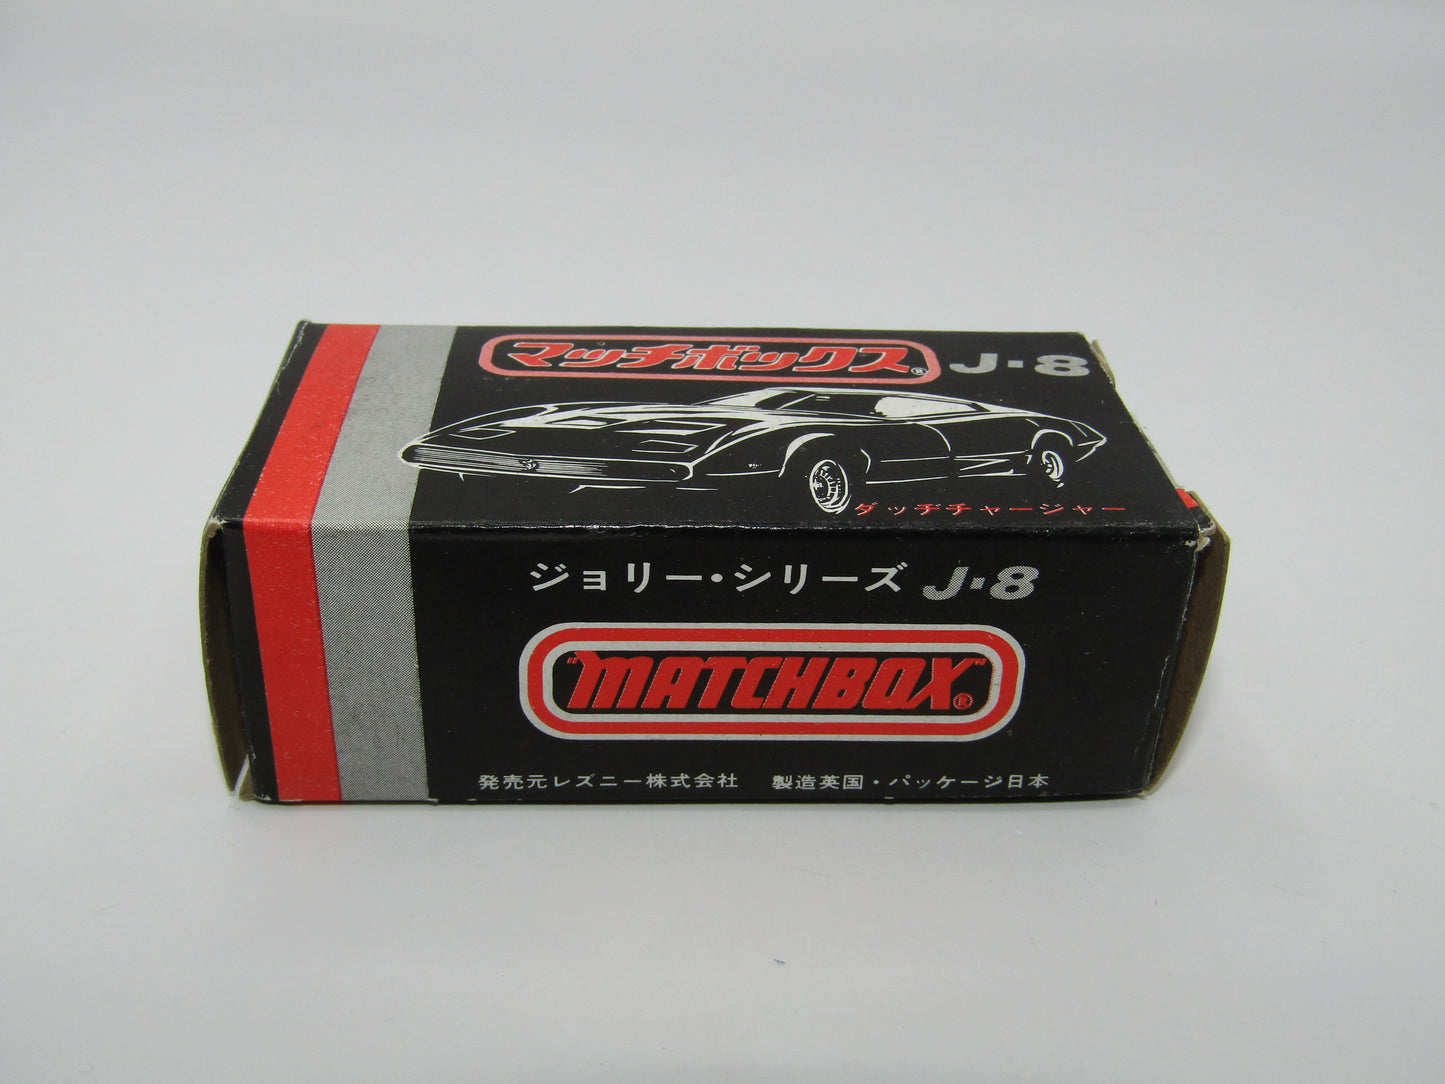 マッチボックス® J-8
ダッヂチャージャー
ジョリー・シリーズ J-8
"MATCHBOX"®
発売元レズニー株式会社 製造英国・パッケージ日本